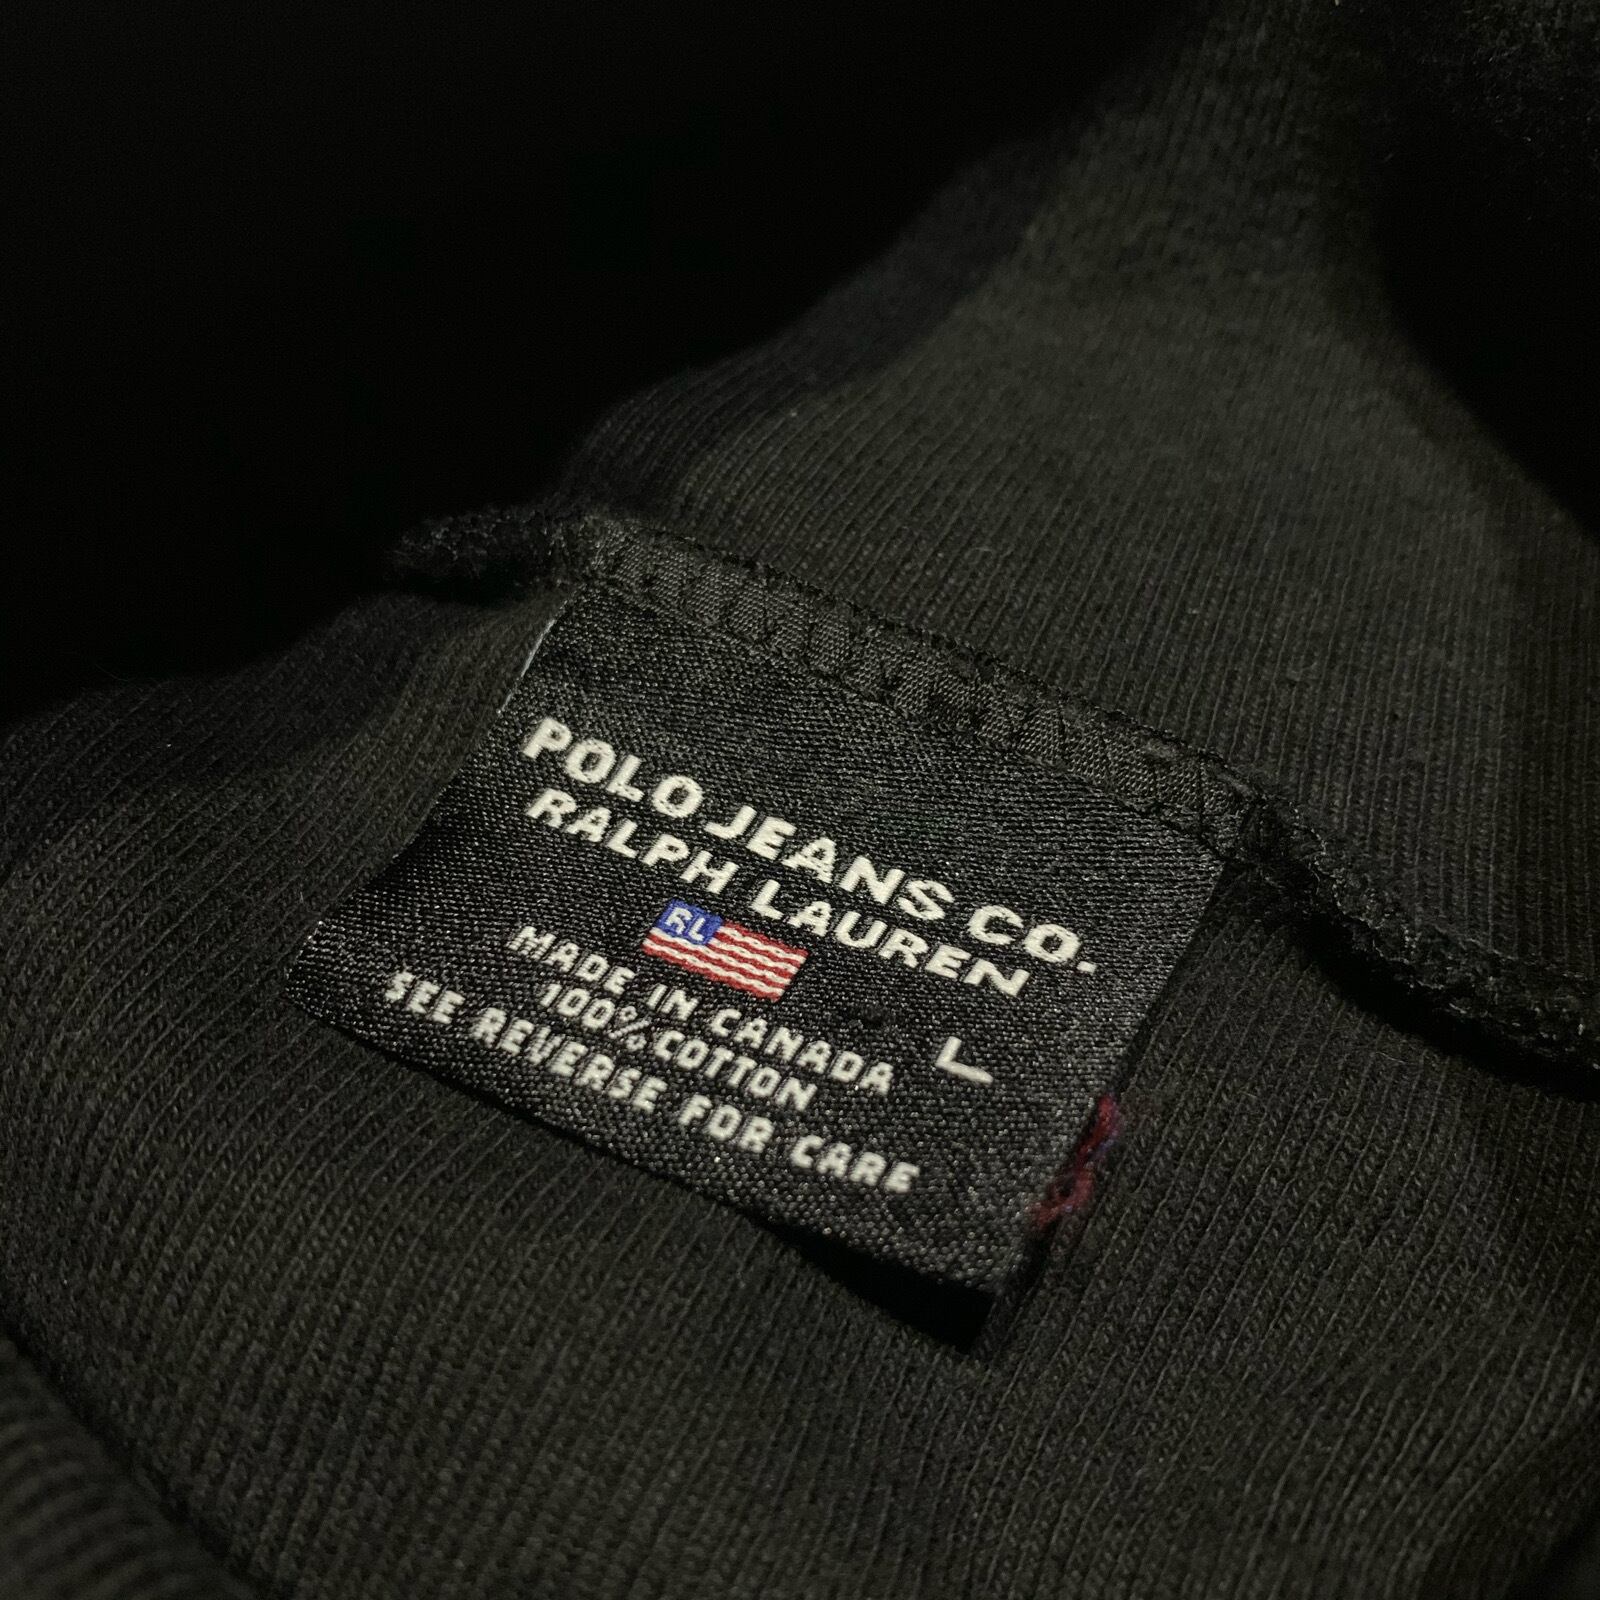 POLO JEANS CO.
RALPH LAUREN
RL
MADE IN CANADA
L
100% COTTON
SEE REVERSE FOR CARE